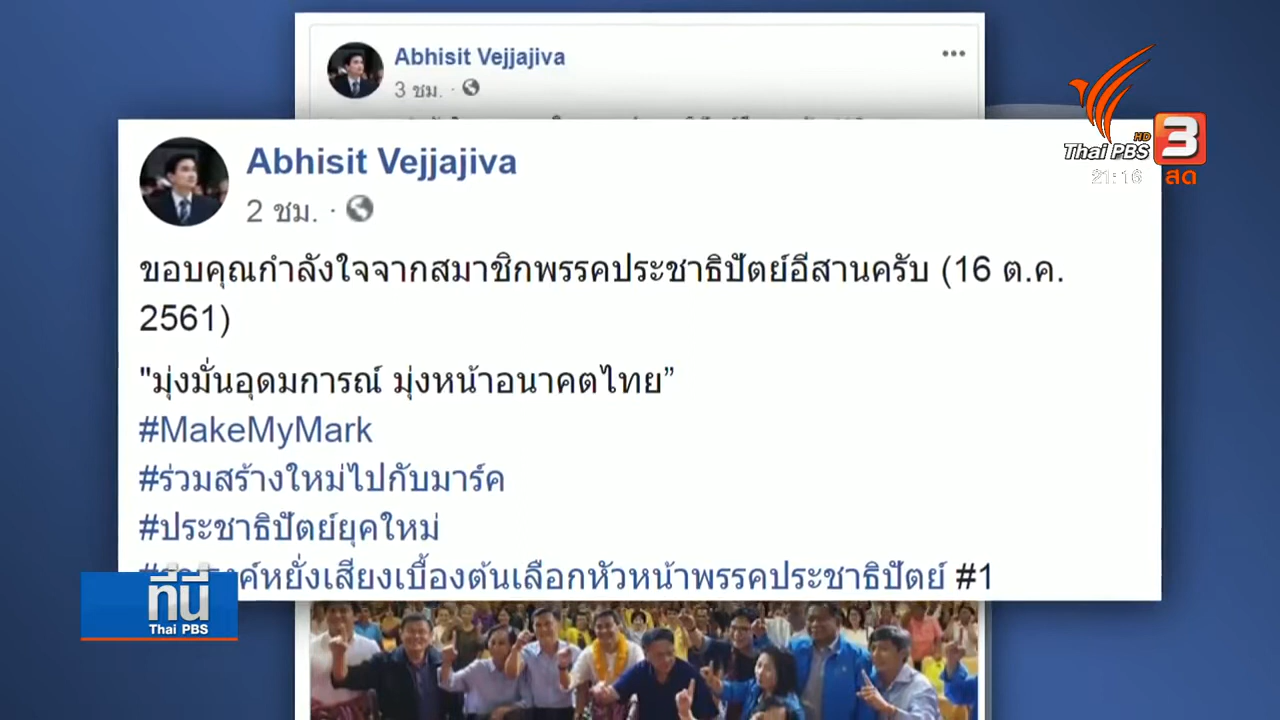 Abhisit Vejjajiva
3 ชม. ·
Abhisit Vejjajiva
2 ชม. ·
ขอบคุณกำลังใจจากสมาชิกพรรคประชาธิปัตย์อีสานครับ (16 ต.ค.
2561)
"มุ่งมั่นอุดมการณ์ มุ่งหน้าอนาคตไทย”
#MakeMyMark
#ร่วมสร้างใหม่ไปกับมาร์ค
#ประชาธิปัตย์ยุคใหม่
หยั่งเสียงเบื้องต้นเลือกหัวหน้าพรรคประชาธิปัตย์ #1
HD
Thai PBS 3
21:16 สด
ที่นี่
Thai PBS